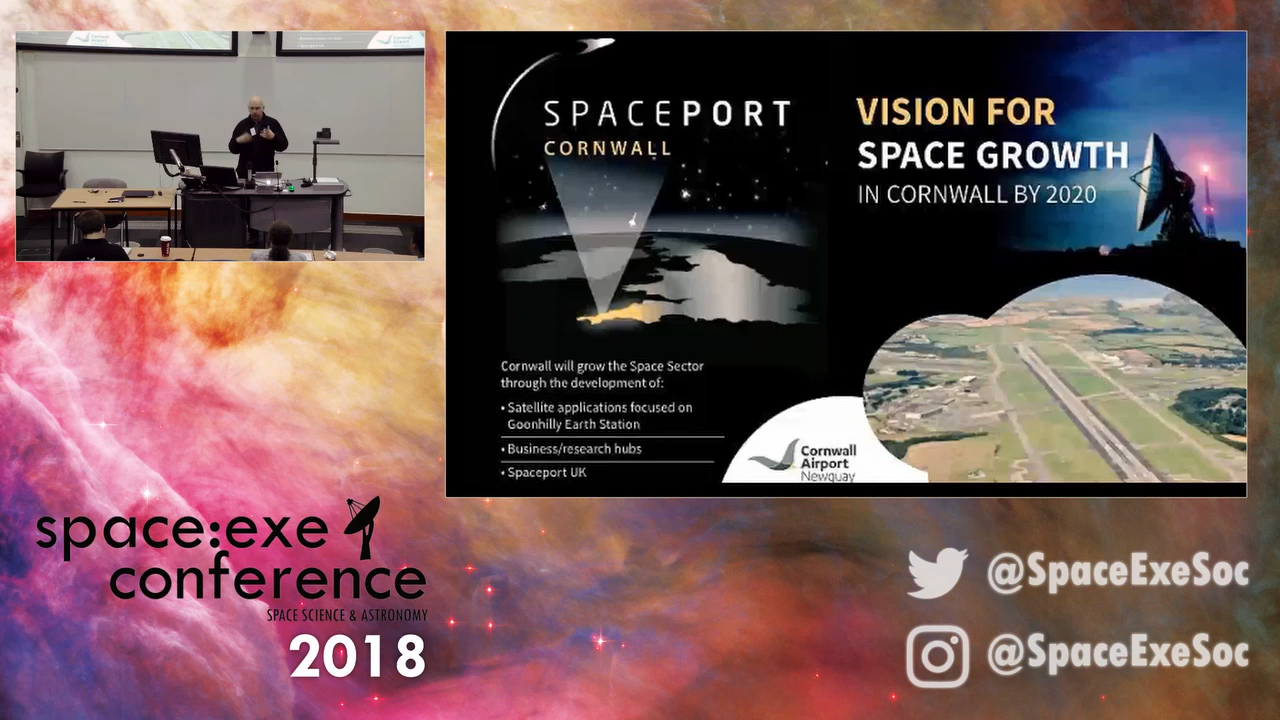 Cornwall
Airport
SPACEPORT
CORNWALL
VISION FOR
SPACE GROWTH
IN CORNWALL BY 2020
Cornwall will grow the Space Sector
through the development of:
• Satellite applications focused on
Goonhilly Earth Station
• Business/research hubs
• Spaceport UK
Cornwall
Airport
Newquay
space:exe
conference
SPACE SCIENCE & ASTRONOMY
2018
@SpaceExeSoc
@SpaceExeSoc